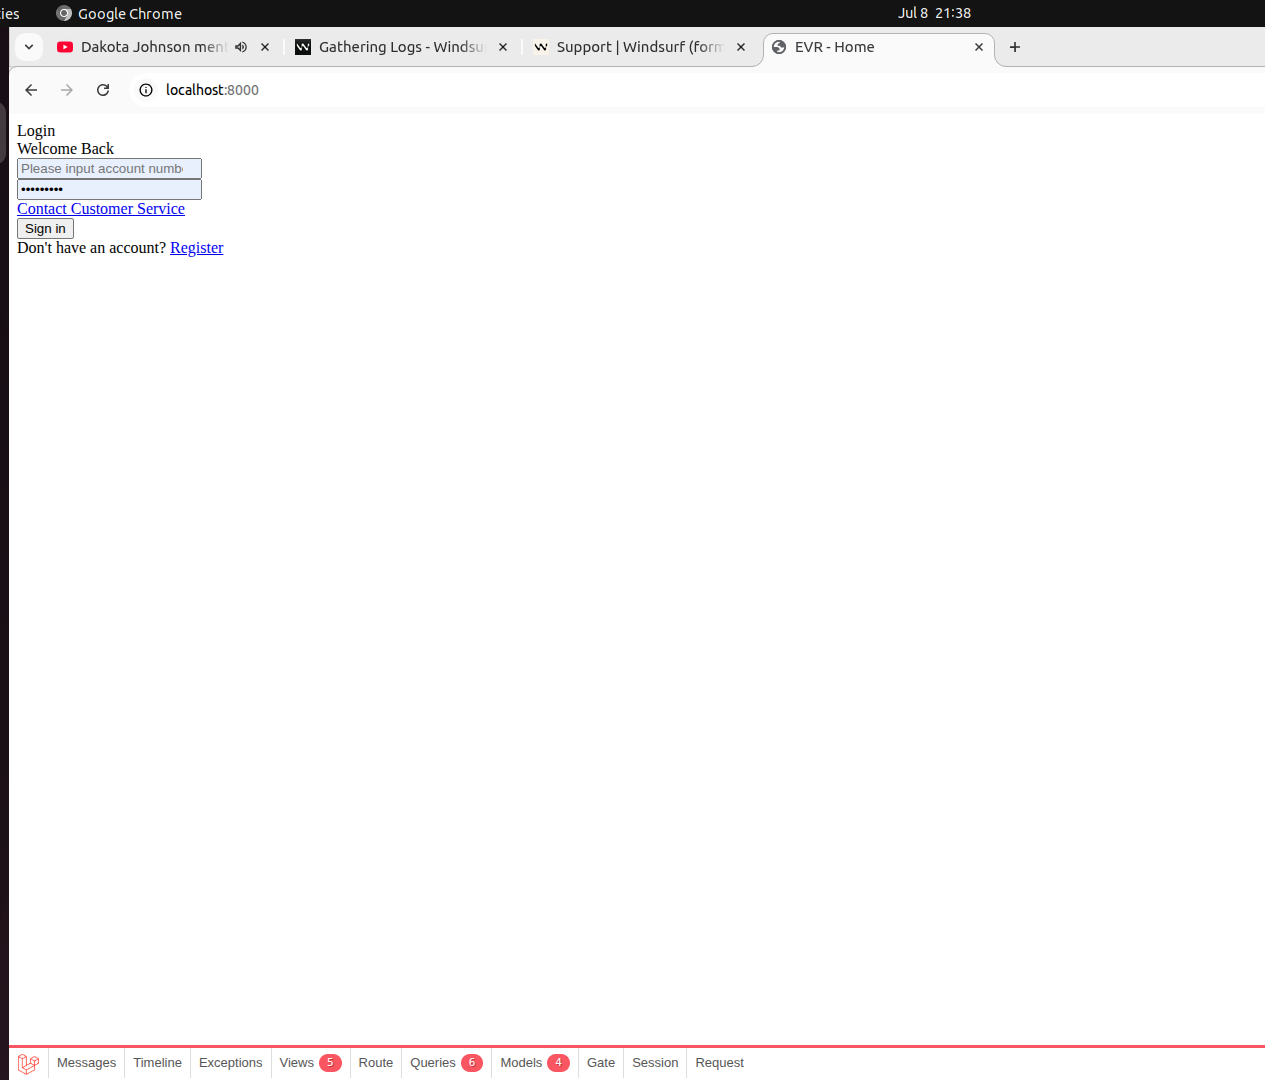 ies Google Chrome Jul 8 21:38
Dakota Johnson men Gathering Logs - Windsu Support | Windsurf (form EVR - Home
localhost:8000
Login
Welcome Back
Please input account numb
•••••••••
Contact Customer Service
Sign in
Don't have an account? Register
Messages Timeline Exceptions Views 5 Route Queries 6 Models 4 Gate Session Request